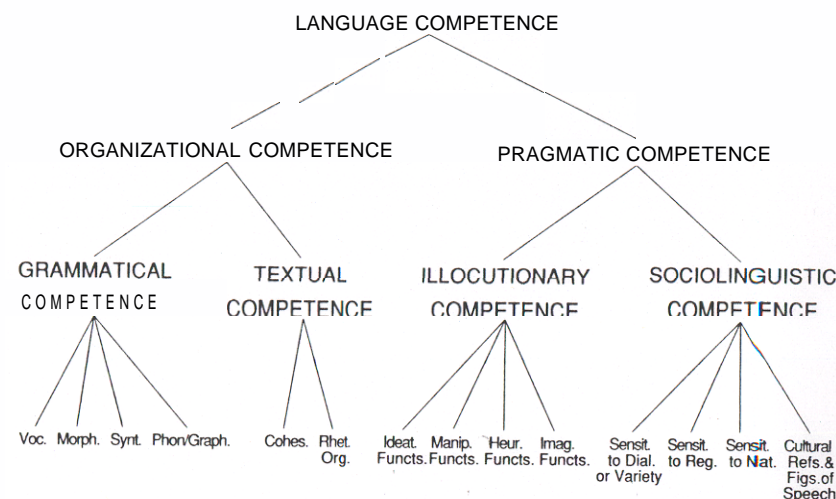 LANGUAGE COMPETENCE
ORGANIZATIONAL COMPETENCE
PRAGMATIC COMPETENCE
GRAMMATICAL
COMPETENCE
TEXTUAL
COMPETENCE
ILLOCUTIONARY
COMPETENCE
SOCIOLINGUISTIC
COMPETENCE
Voc.
Morph.
Synt.
Phon/Graph.
Cohes.
Rhet.
Org.
Ideat.
Functs.
Manip.
Functs.
Heur.
Functs.
Imag.
Functs.
Sensit.
to Dial.
or Variety
Sensit.
to Reg.
Sensit.
to Nat.
Cultural
Refs.&
Figs.of
Speech